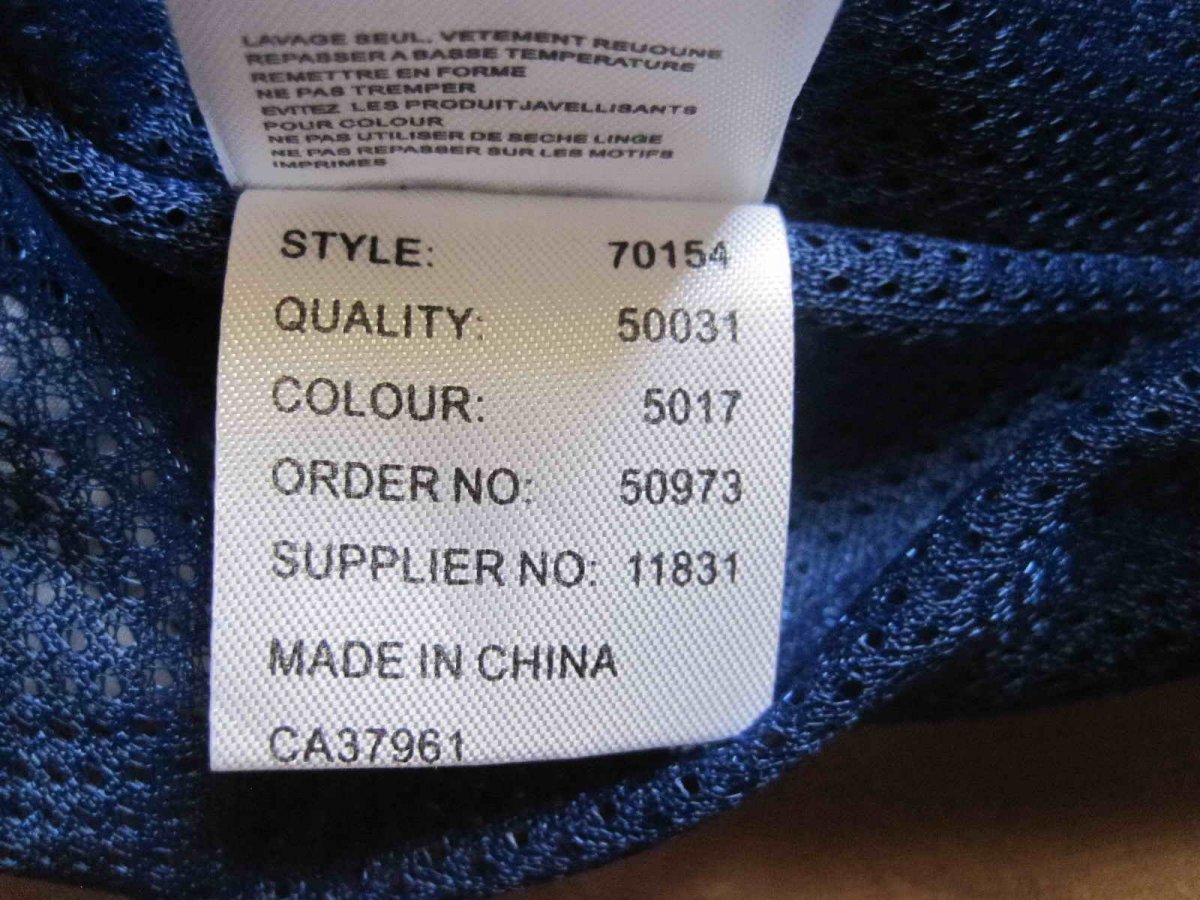 LAVAGE SEUL, VETEMENT REUOUNE
REPASSER A BASSE TEMPERATURE
REMETTRE EN FORME
NE PAS TREMPER
EVITEZ LES PRODUITJAVELLISANTS
POUR COLOUR
NE PAS UTILISER DE SECHE LINGE
NE PAS REPASSER SUR LES MOTIFS
IMPRIMES
STYLE: 70154
QUALITY: 50031
COLOUR: 5017
ORDER NO: 50973
SUPPLIER NO: 11831
MADE IN CHINA
CA37961